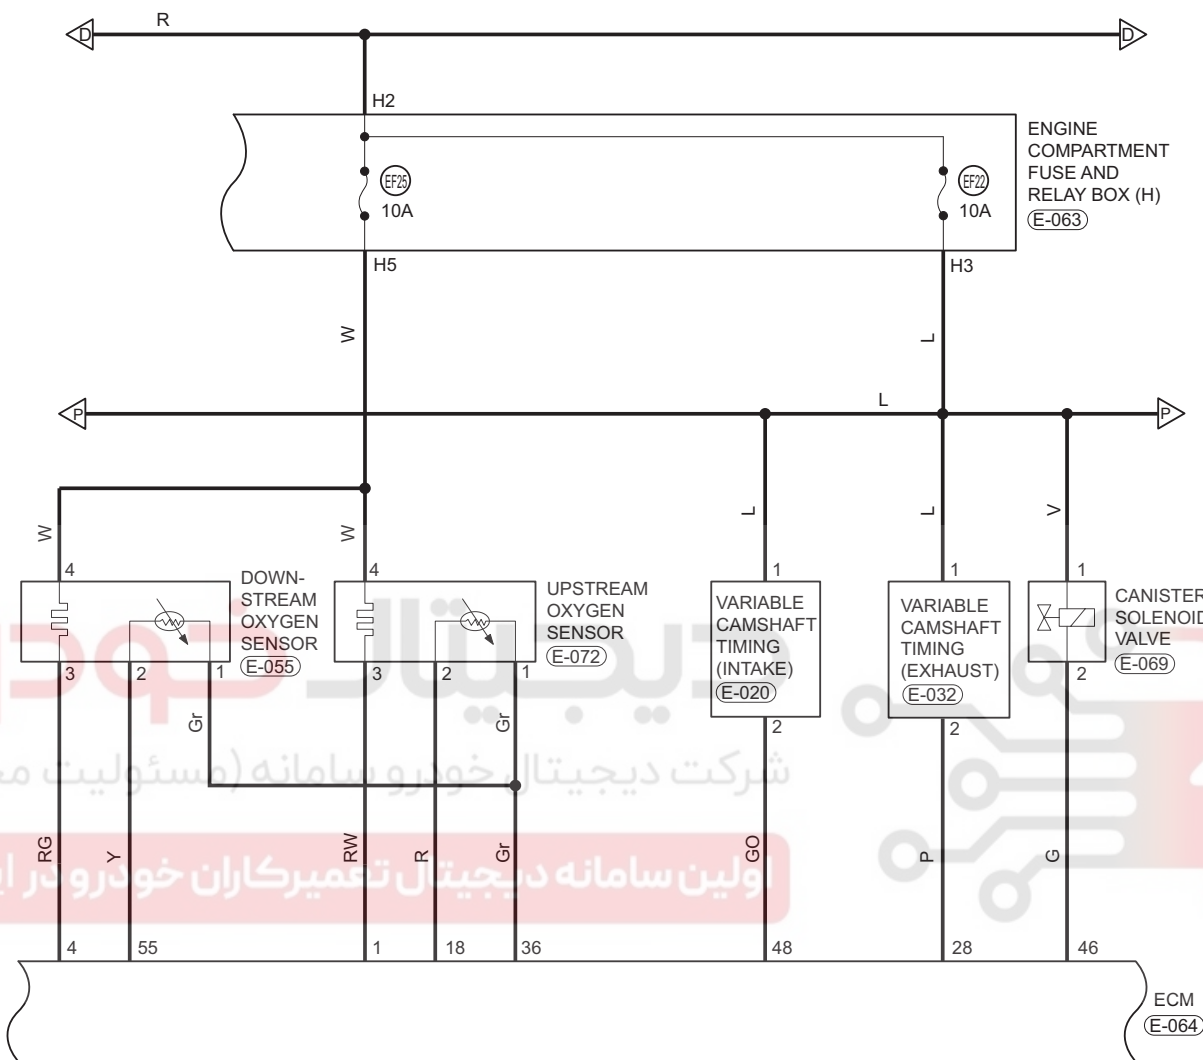 R
D
D
H2
ENGINE
COMPARTMENT
FUSE AND
RELAY BOX (H)
E-063
EF25
10A
EF22
10A
H5
H3
W
L
P
L
P
W
W
L
L
V
4
4
1
1
1
DOWN-
STREAM
OXYGEN
SENSOR
E-055
UPSTREAM
OXYGEN
SENSOR
E-072
VARIABLE
CAMSHAFT
TIMING
(INTAKE)
E-020
VARIABLE
CAMSHAFT
TIMING
(EXHAUST)
E-032
CANISTER
SOLENOID
VALVE
E-069
3
2
1
3
2
1
2
2
2
Gr
Gr
دیجیتال خودرو
شرکت دیجیتال خودرو سامانه (مسئولیت
اولین سامانه دیجیتال تعمیرکاران خودرو در
RG
Y
RW
R
Gr
GO
P
G
4
55
1
18
36
48
28
46
ECM
E-064